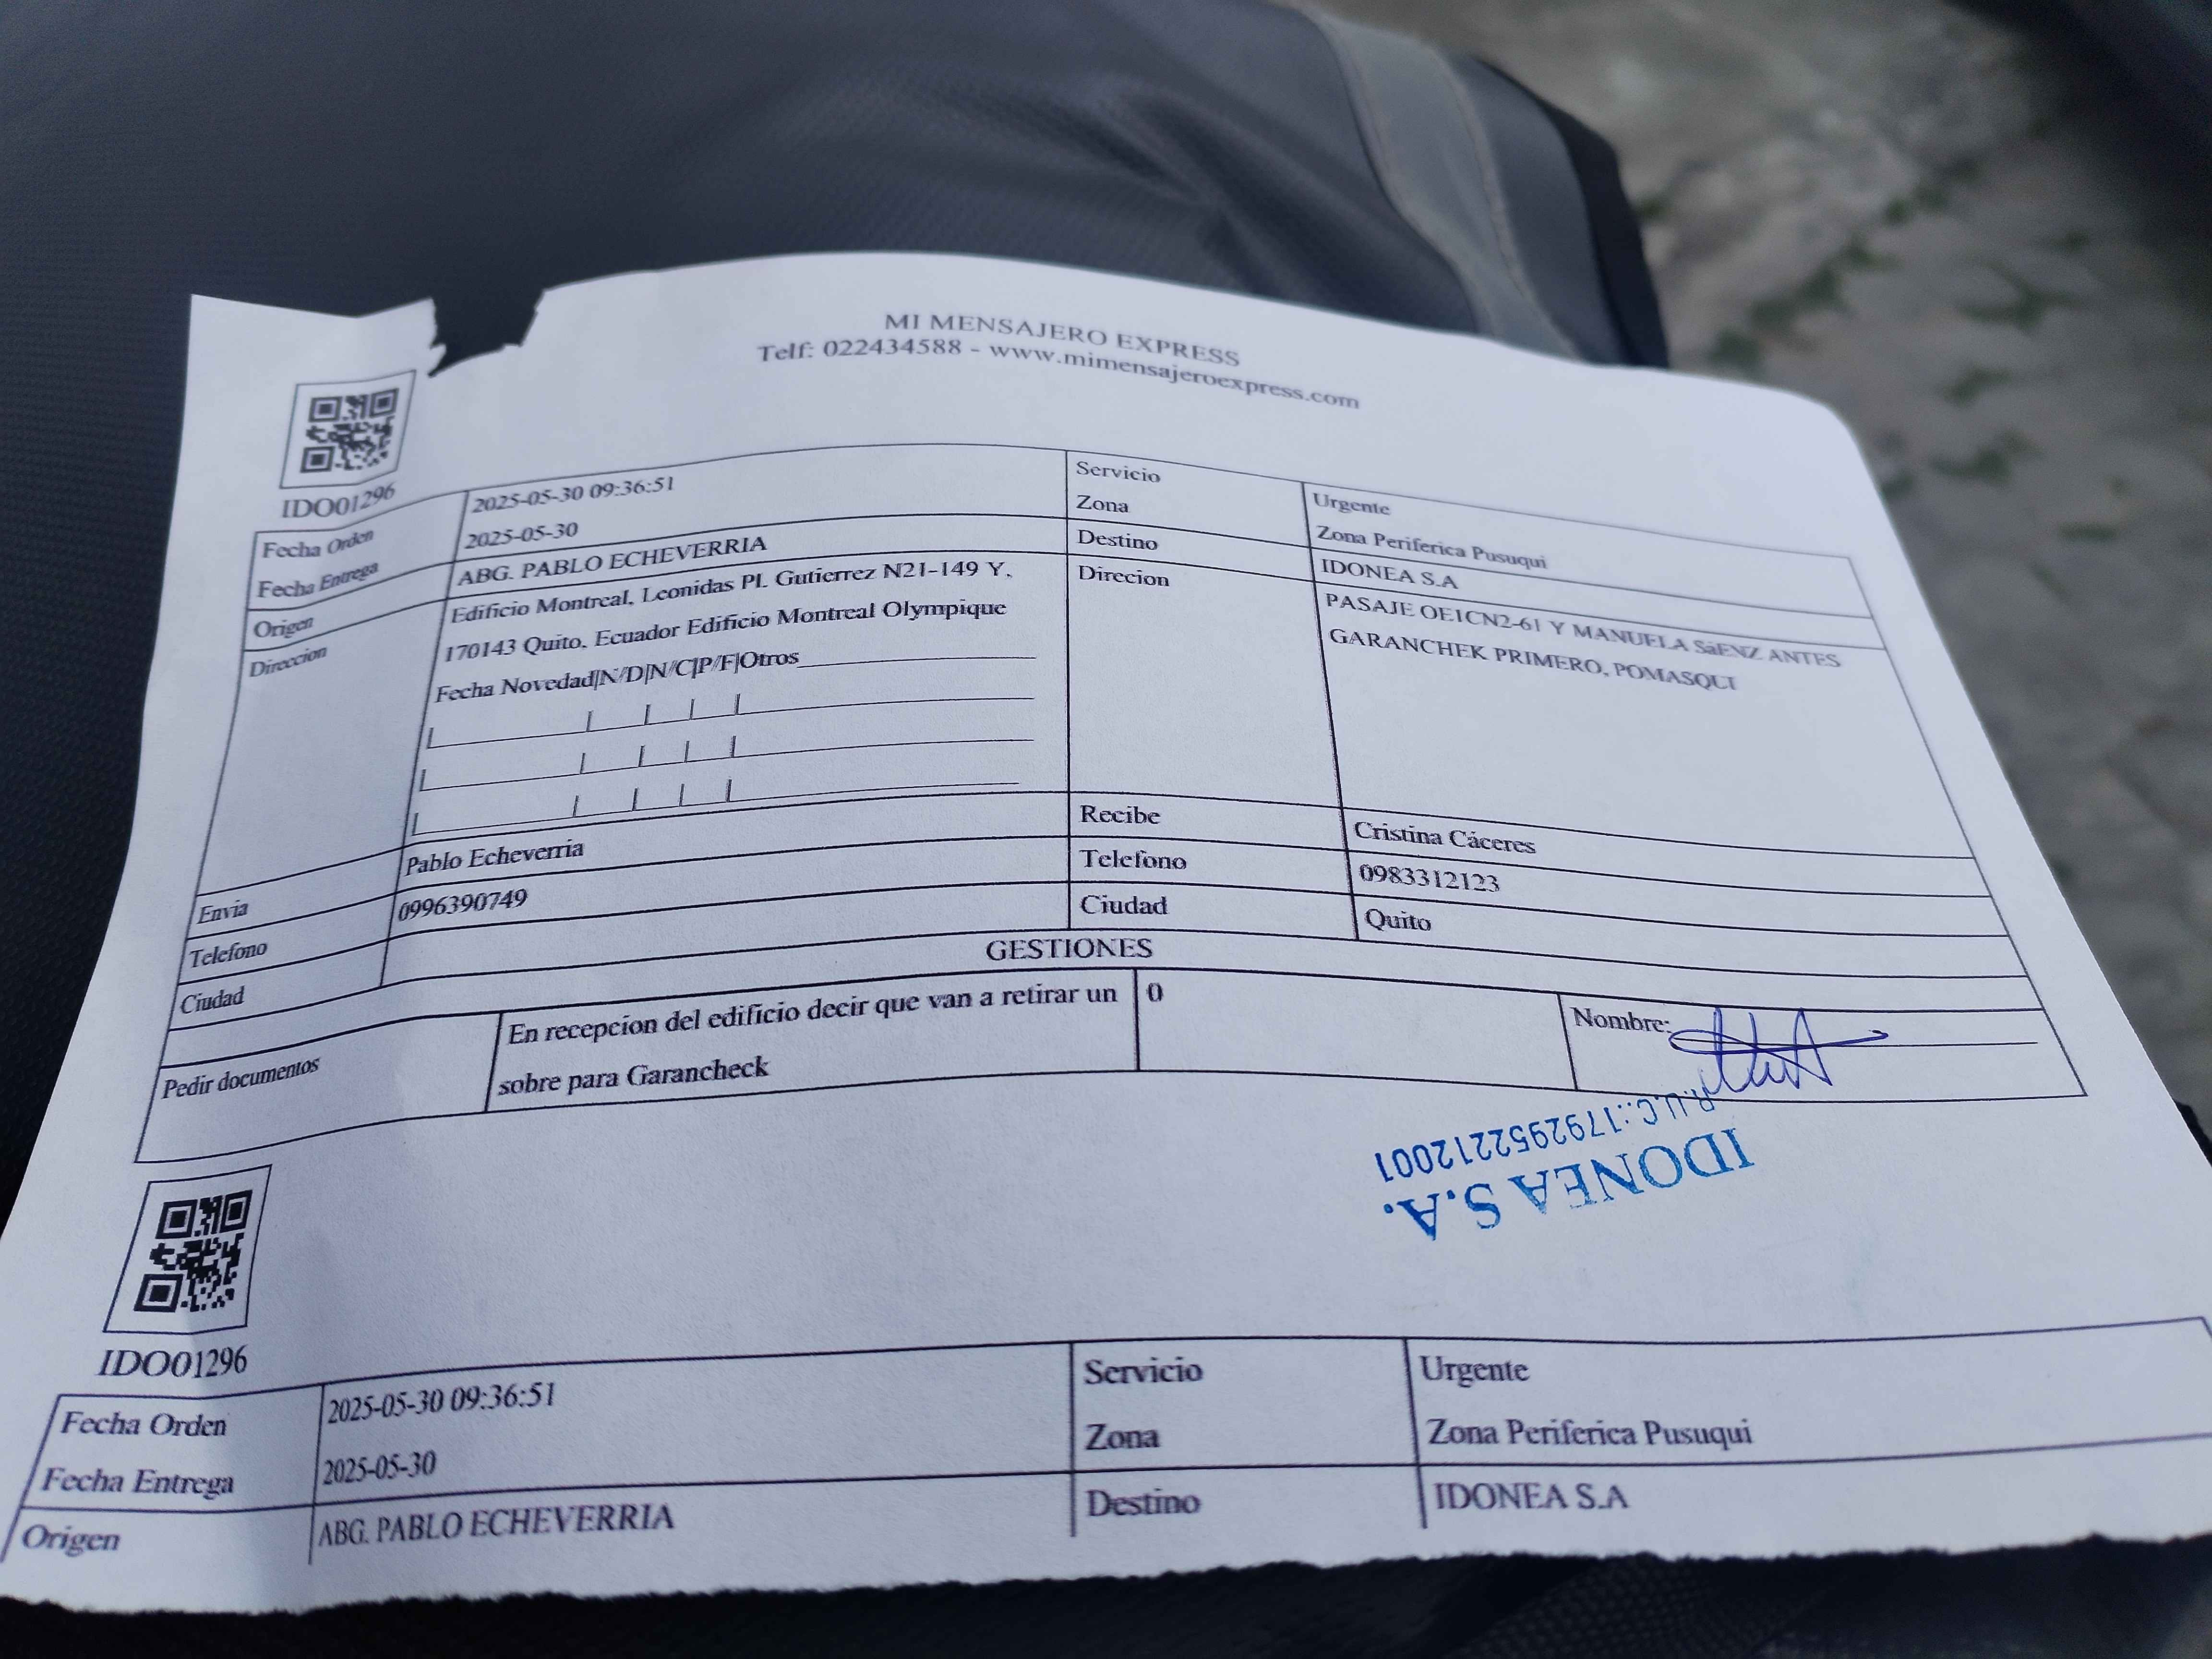 MI MENSAJERO EXPRESS
Telf: 022434588 - www.mimensajeroexpress.com
IDO01296
Fecha Orden 2025-05-30 09:36:51 Servicio Urgente
Fecha Entrega 2025-05-30 Zona Zona Periferica Pusuqui
Origen ABG. PABLO ECHEVERRIA Destino IDONEA S.A
Direccion Edificio Montreal, Leonidas Pl. Gutierrez N21-149 Y, Direcion PASAJE OE1CN2-61 Y MANUELA SáENZ ANTES
170143 Quito, Ecuador Edificio Montreal Olympique GARANCHEK PRIMERO, POMASQUI
Fecha Novedad|N/D|N/C|P/F|Otros
Envia Pablo Echeverria Recibe Cristina Cáceres
Telefono 0996390749 Telefono 0983312123
Ciudad Ciudad Quito
GESTIONES
Pedir documentos En recepcion del edificio decir que van a retirar un 0 Nombre:
sobre para Garancheck
IDONEA S.A.
R.U.C.:1792952212001
IDO01296
Fecha Orden 2025-05-30 09:36:51 Servicio Urgente
Fecha Entrega 2025-05-30 Zona Zona Periferica Pusuqui
Origen ABG. PABLO ECHEVERRIA Destino IDONEA S.A